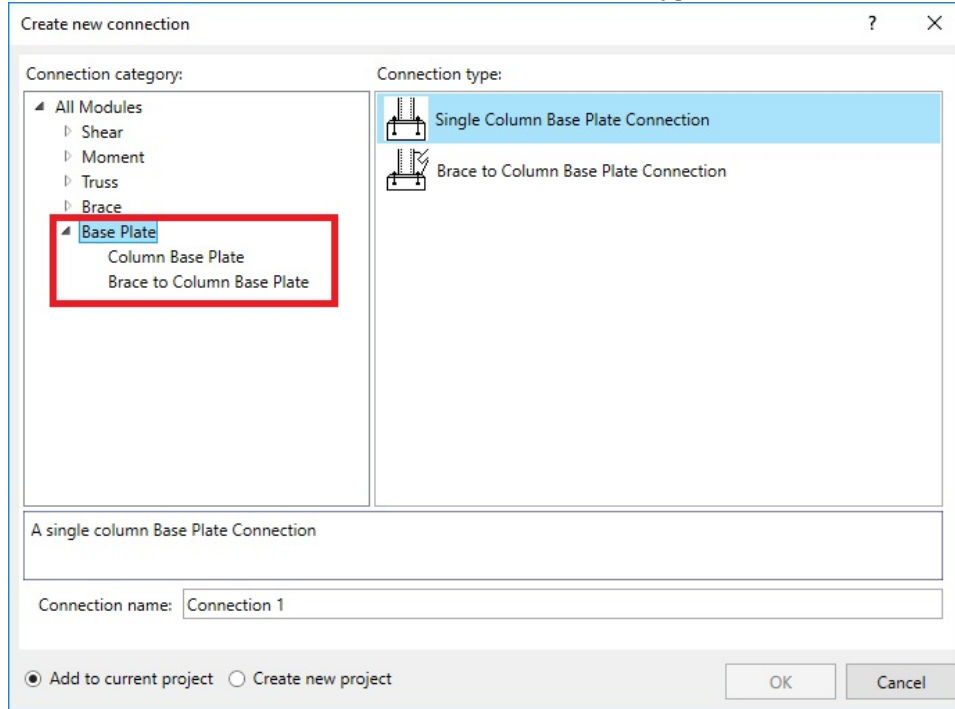 Create new connection
?
Connection category:
Connection type:
All Modules
Shear
Moment
Truss
Brace
Base Plate
Column Base Plate
Brace to Column Base Plate
Single Column Base Plate Connection
Brace to Column Base Plate Connection
A single column Base Plate Connection
Connection name: Connection 1
Add to current project Create new project
OK Cancel